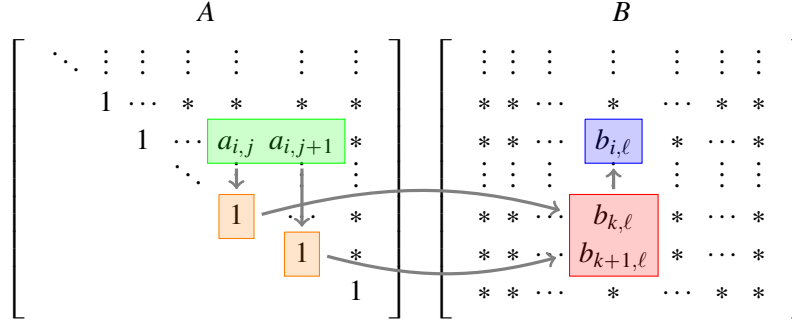 A B
⋱ ⋮ ⋮ ⋮ ⋮ ⋮ ⋮ ⋮ ⋮ ⋮ ⋮ ⋮ ⋮
1 ⋯ * * * * * * ⋯ * * ⋯ *
1 ⋯ a_{i,j} a_{i,j+1} * * * ⋯ b_{i,ℓ} * ⋯ *
⋱ ⋮ ⋮ ⋮ ⋮ ⋮ ⋮ ⋮ ⋮
1 ⋯ * * * ⋯ b_{k,ℓ} * ⋯ *
1 * * * ⋯ b_{k+1,ℓ} * ⋯ *
1 * * ⋯ * * ⋯ *